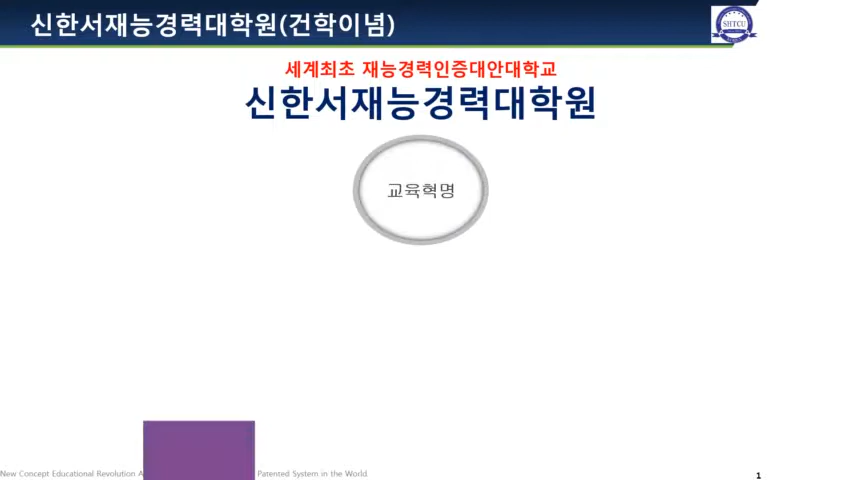 신한서재능경력대학원(건학이념)
SHTCU
세계최초 재능경력인증대안대학교
신한서재능경력대학원
교육혁명
New Concept Educational Revolution A
Patented System in the World.
1